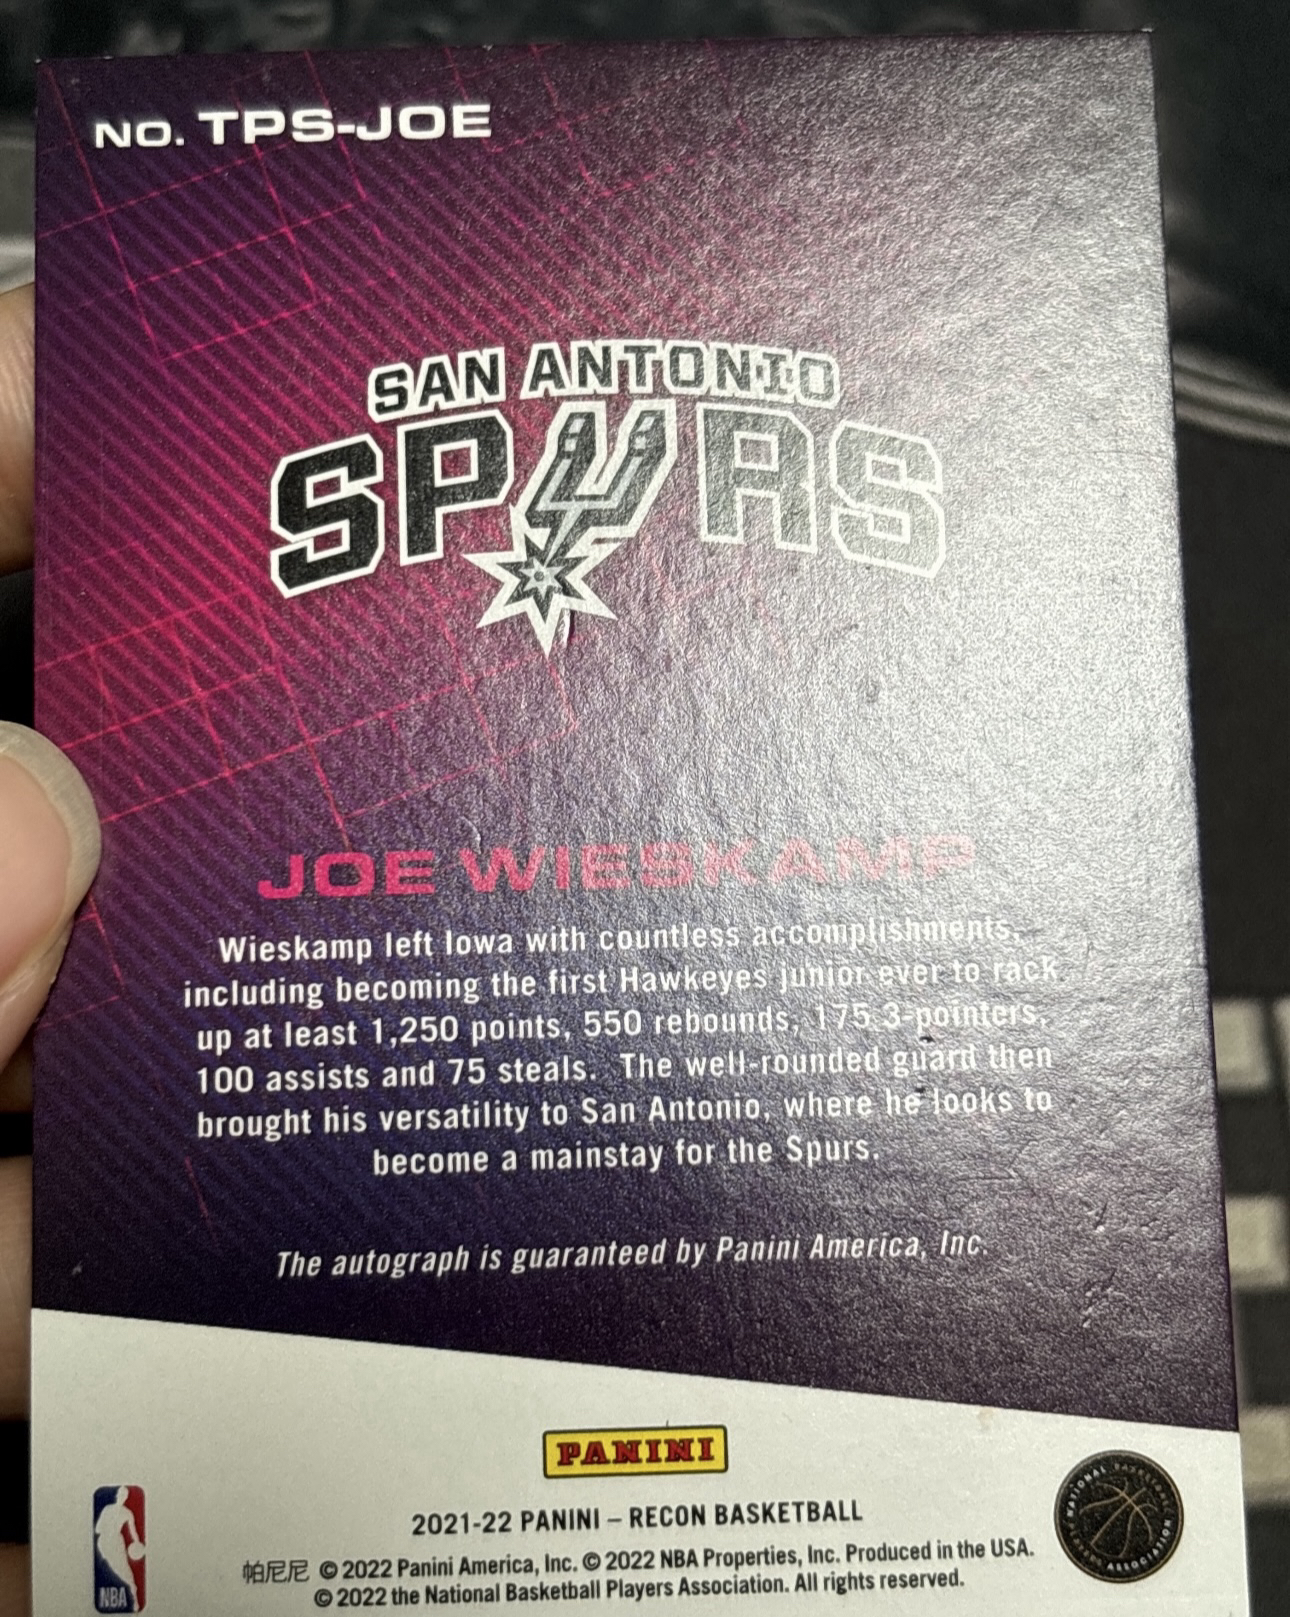 NO. TPS-JOE
SAN ANTONIO
SPURS
JOE WIESKAMP
Wieskamp left Iowa with countless accomplishments,
including becoming the first Hawkeyes junior ever to rack
up at least 1,250 points, 550 rebounds, 175 3-pointers,
100 assists and 75 steals. The well-rounded guard then
brought his versatility to San Antonio, where he looks to
become a mainstay for the Spurs.
The autograph is guaranteed by Panini America, Inc.
PANINI
2021-22 PANINI – RECON BASKETBALL
帕尼尼 © 2022 Panini America, Inc. © 2022 NBA Properties, Inc. Produced in the USA.
© 2022 the National Basketball Players Association. All rights reserved.
NBA
NATIONAL BASKETBALL PLAYERS ASSOCIATION